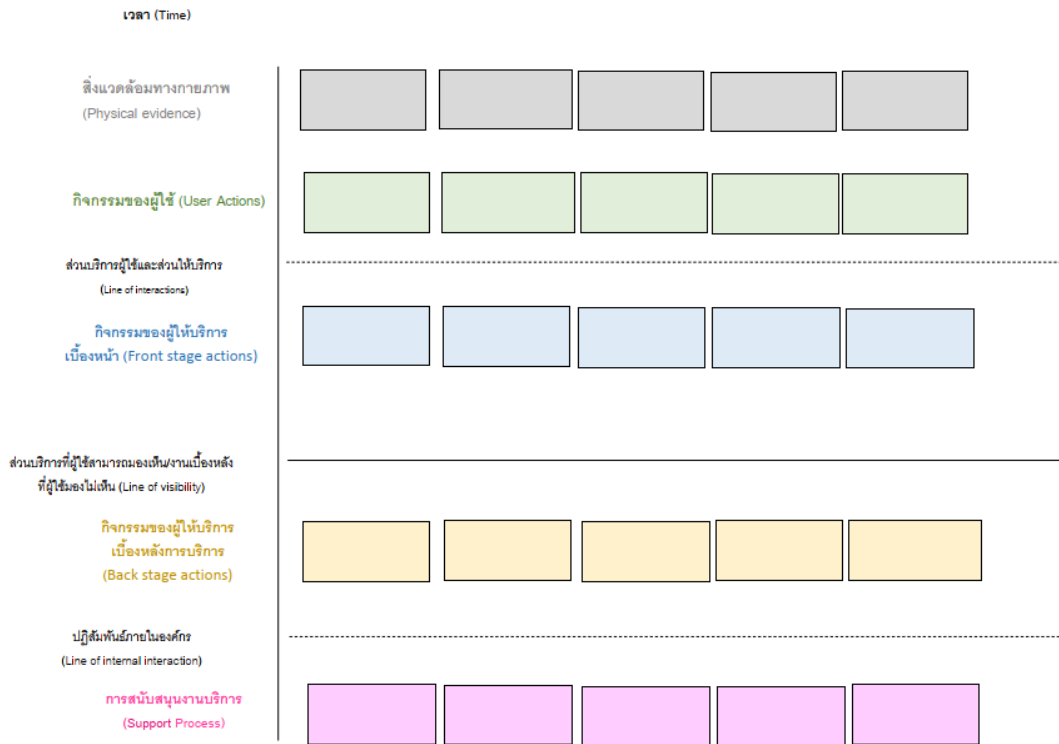 เวลา (Time)
สิ่งแวดล้อมทางกายภาพ
(Physical evidence)
กิจกรรมของผู้ใช้ (User Actions)
ส่วนบริการผู้ใช้และส่วนให้บริการ
(Line of interactions)
กิจกรรมของผู้ให้บริการ
เบื้องหน้า (Front stage actions)
ส่วนบริการที่ผู้ใช้สามารถมองเห็น/งานเบื้องหลัง
ที่ผู้ใช้มองไม่เห็น (Line of visibility)
กิจกรรมของผู้ให้บริการ
เบื้องหลังการบริการ
(Back stage actions)
ปฏิสัมพันธ์ภายในองค์กร
(Line of internal interaction)
การสนับสนุนงานบริการ
(Support Process)